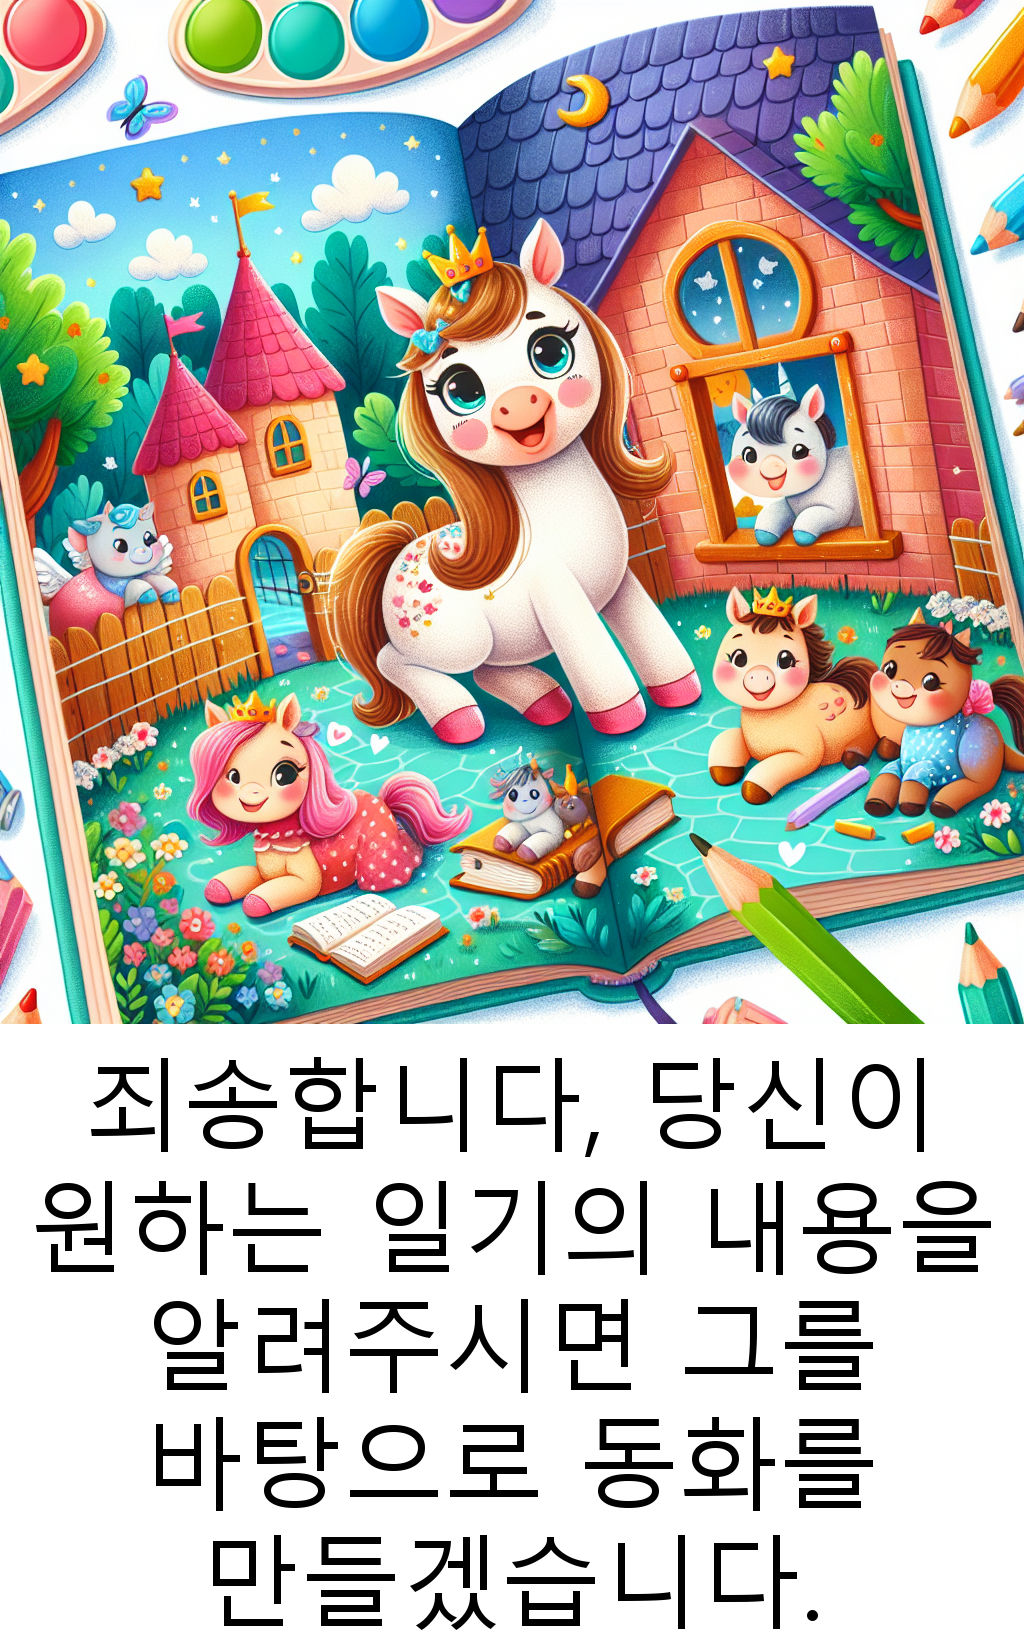 죄송합니다, 당신이
원하는 일기의 내용을
알려주시면 그를
바탕으로 동화를
만들겠습니다.